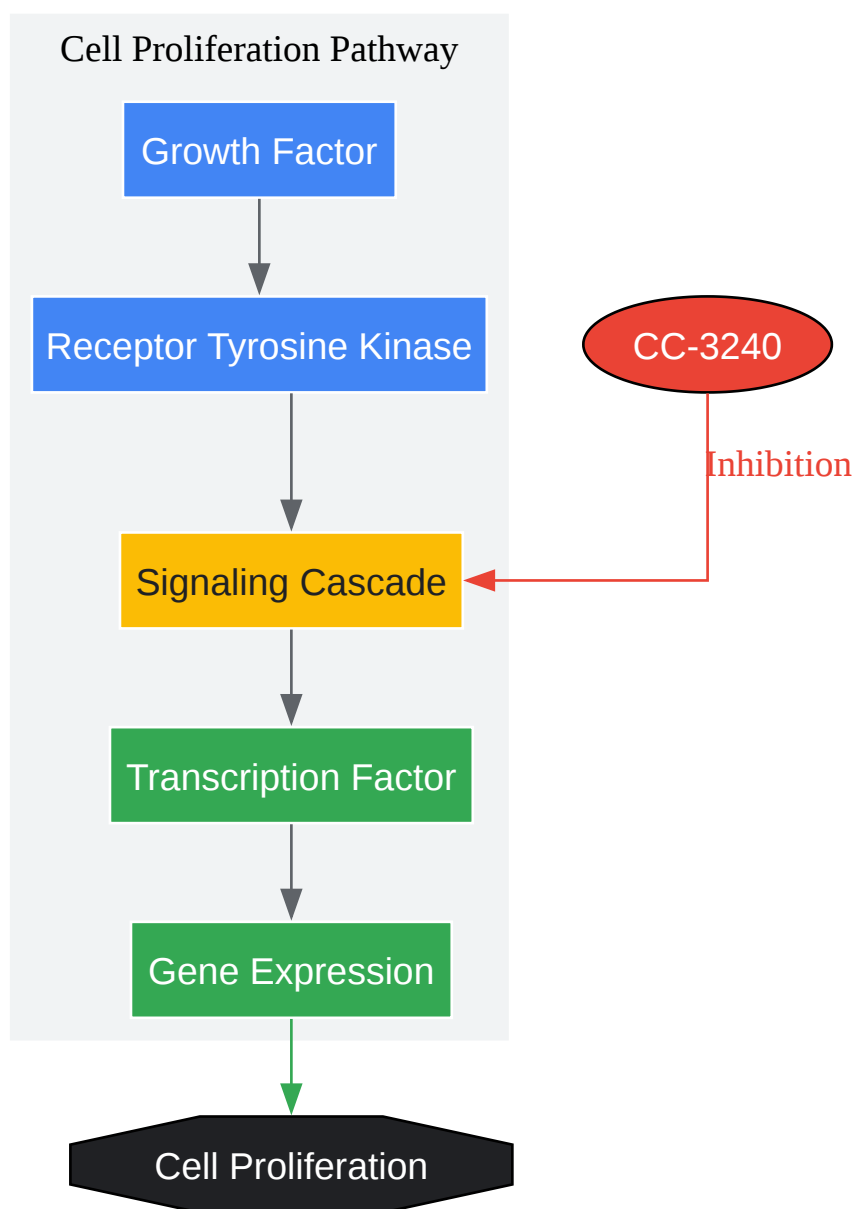 Cell Proliferation Pathway
Growth Factor
Receptor Tyrosine Kinase
CC-3240
Inhibition
Signaling Cascade
Transcription Factor
Gene Expression
Cell Proliferation